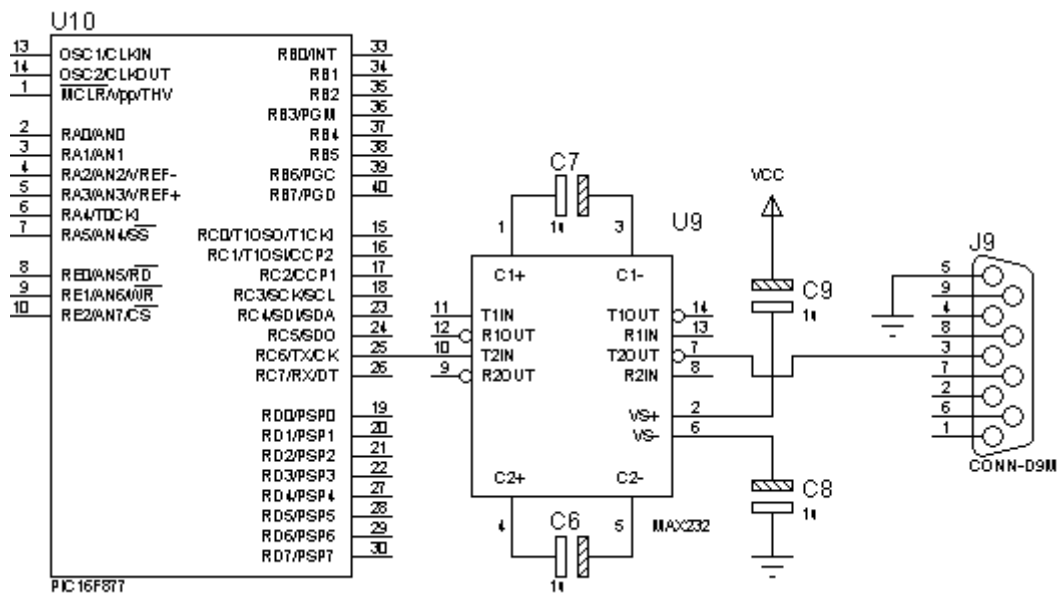 U10
13 OSC1/CLKIN
14 OSC2/CLKOUT
1 MCLR/Vpp/THV
2 RA0/AN0
3 RA1/AN1
4 RA2/AN2/VREF-
5 RA3/AN3/VREF+
6 RA4/T0CKI
7 RA5/AN4/SS
8 RE0/AN5/RD
9 RE1/AN6/WR
10 RE2/AN7/CS
RB0/INT 33
RB1 34
RB2 35
RB3/PGM 36
RB4 37
RB5 38
RB6/PGC 39
RB7/PGD 40
RC0/T1OSO/T1CKI 15
RC1/T1OSI/CCP2 16
RC2/CCP1 17
RC3/SCK/SCL 18
RC4/SDI/SDA 23
RC5/SDO 24
RC6/TX/CK 25
RC7/RX/DT 26
RD0/PSP0 19
RD1/PSP1 20
RD2/PSP2 21
RD3/PSP3 22
RD4/PSP4 27
RD5/PSP5 28
RD6/PSP6 29
RD7/PSP7 30
PIC16F877
C7
1u
1
3
U9
C1+
C1-
11 T1IN
12 R1OUT
10 T2IN
9 R2OUT
T1OUT 14
R1IN 13
T2OUT 7
R2IN 8
VS+ 2
VS- 6
C2+
C2-
4
5
MAX232
C6
1u
VCC
C9
1u
C8
1u
J9
5
9
4
8
3
7
2
6
1
CONN-D9M